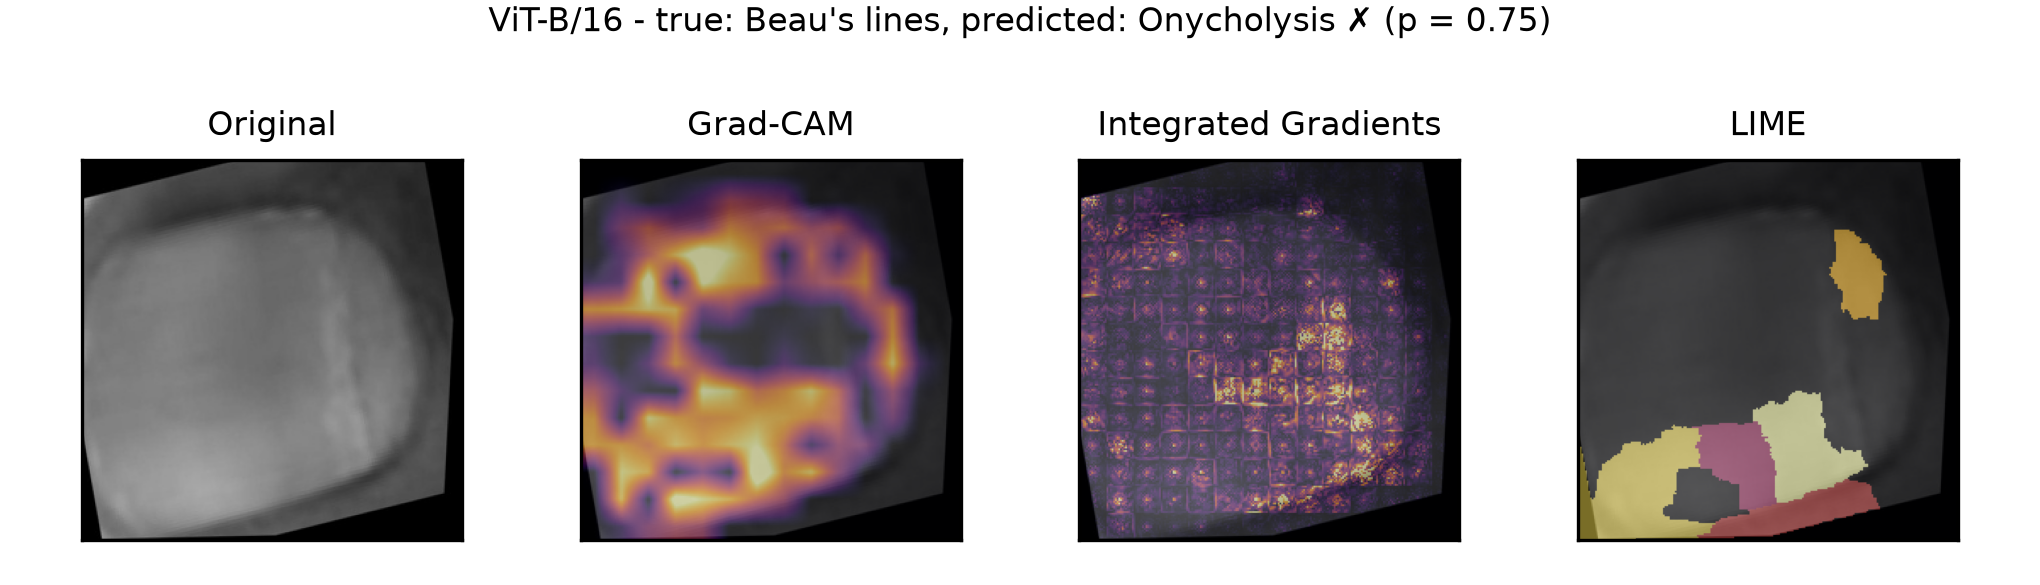 ViT-B/16 - true: Beau's lines, predicted: Onycholysis ✗ (p = 0.75)
Original
Grad-CAM
Integrated Gradients
LIME